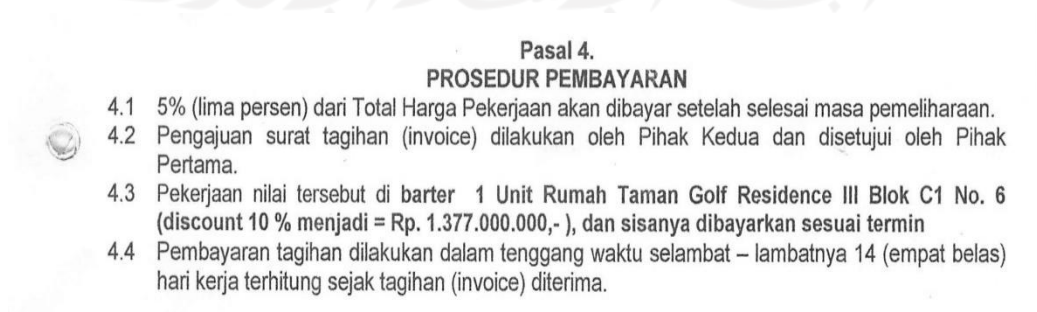 Pasal 4.
PROSEDUR PEMBAYARAN
4.1 5% (lima persen) dari Total Harga Pekerjaan akan dibayar setelah selesai masa pemeliharaan.
4.2 Pengajuan surat tagihan (invoice) dilakukan oleh Pihak Kedua dan disetujui oleh Pihak
Pertama.
4.3 Pekerjaan nilai tersebut di barter 1 Unit Rumah Taman Golf Residence III Blok C1 No. 6
(discount 10 % menjadi = Rp. 1.377.000.000,- ), dan sisanya dibayarkan sesuai termin
4.4 Pembayaran tagihan dilakukan dalam tenggang waktu selambat – lambatnya 14 (empat belas)
hari kerja terhitung sejak tagihan (invoice) diterima.